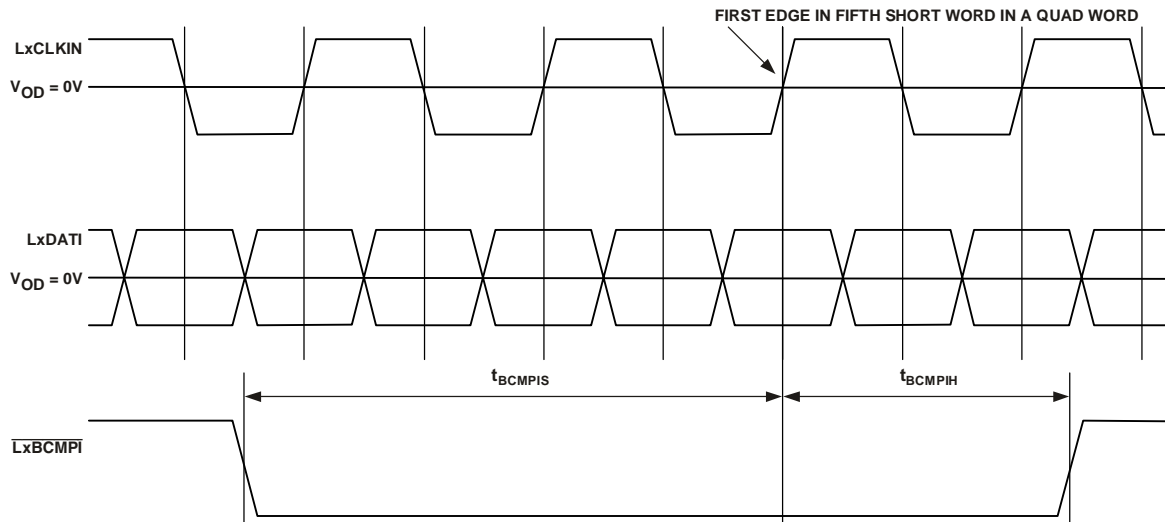 FIRST EDGE IN FIFTH SHORT WORD IN A QUAD WORD
LxCLKIN
VOD = 0V
LxDATI
VOD = 0V
tBCMPIS
tBCMPIH
LxBCMPI